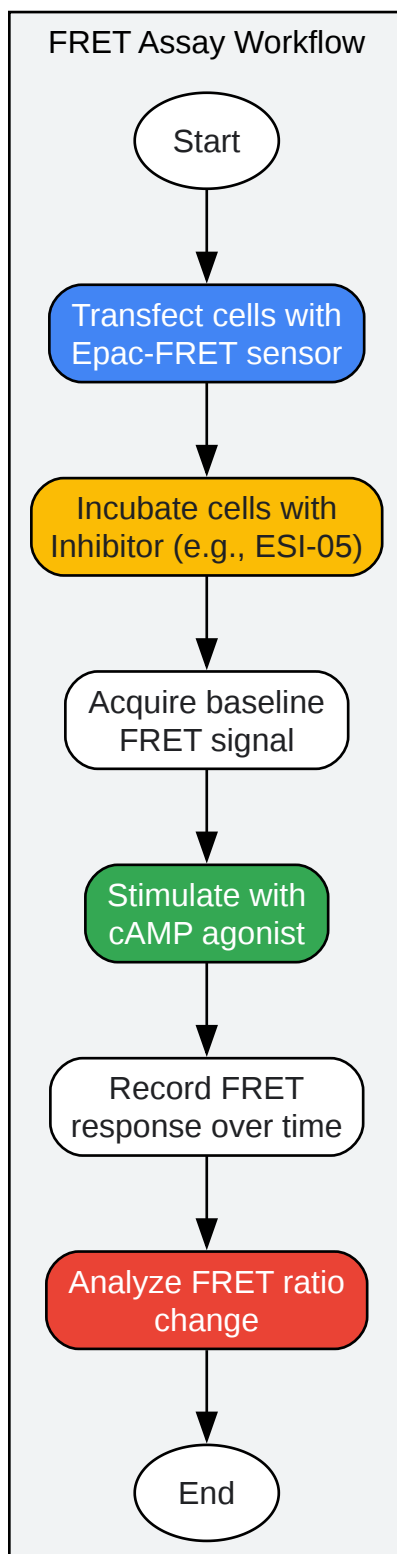 FRET Assay Workflow
Start
Transfect cells with
Epac-FRET sensor
Incubate cells with
Inhibitor (e.g., ESI-05)
Acquire baseline
FRET signal
Stimulate with
cAMP agonist
Record FRET
response over time
Analyze FRET ratio
change
End